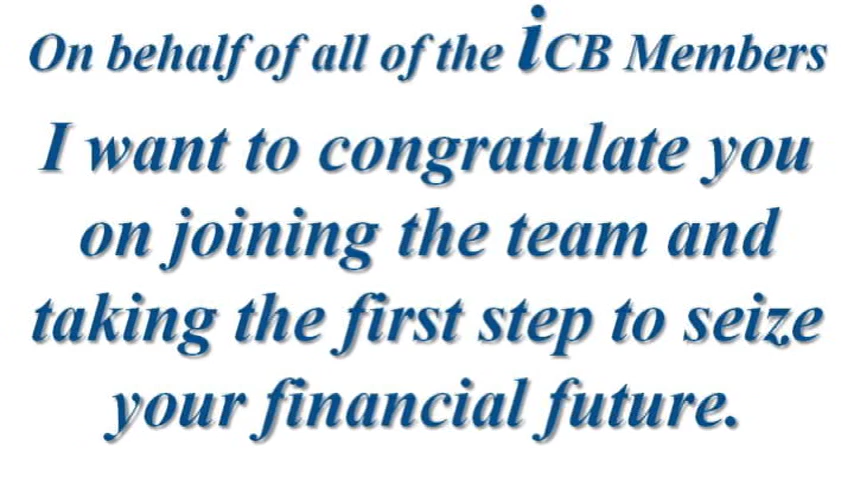 On behalf of all of the iCB Members
I want to congratulate you
on joining the team and
taking the first step to seize
your financial future.